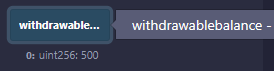 withdrawable...
withdrawablebalance -
0: uint256: 500